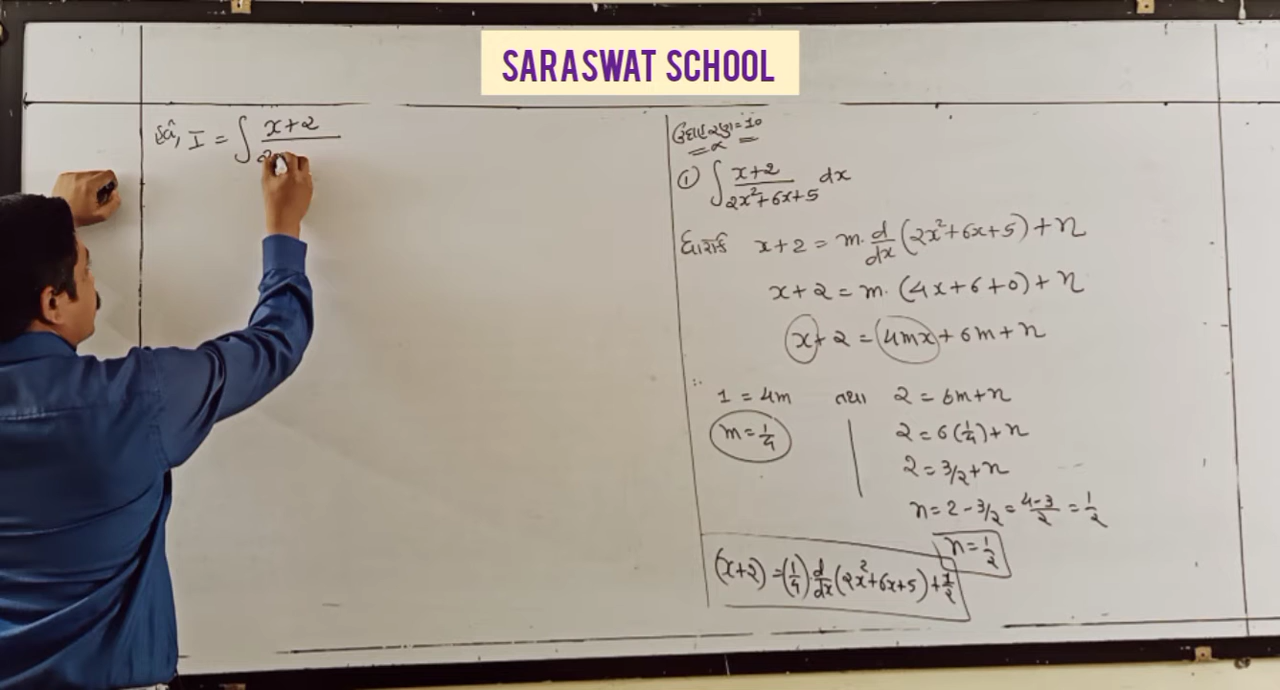 SARASWAT SCHOOL
હવે, I = ∫ x+2 /
ઉદાહરણ = 10
① ∫ x+2 / 2x²+6x+5 dx
ધારો કે x+2 = m. d/dx (2x²+6x+5) + n
x+2 = m. (4x+6+0) + n
x+2 = 4mx + 6m + n
∴ 1 = 4m તથા 2 = 6m+n
m = 1/4 2 = 6(1/4)+n
2 = 3/2 + n
n = 2 - 3/2 = 4-3/2 = 1/2
n = 1/2
(x+2) = (1/4). d/dx (2x²+6x+5) + 1/2